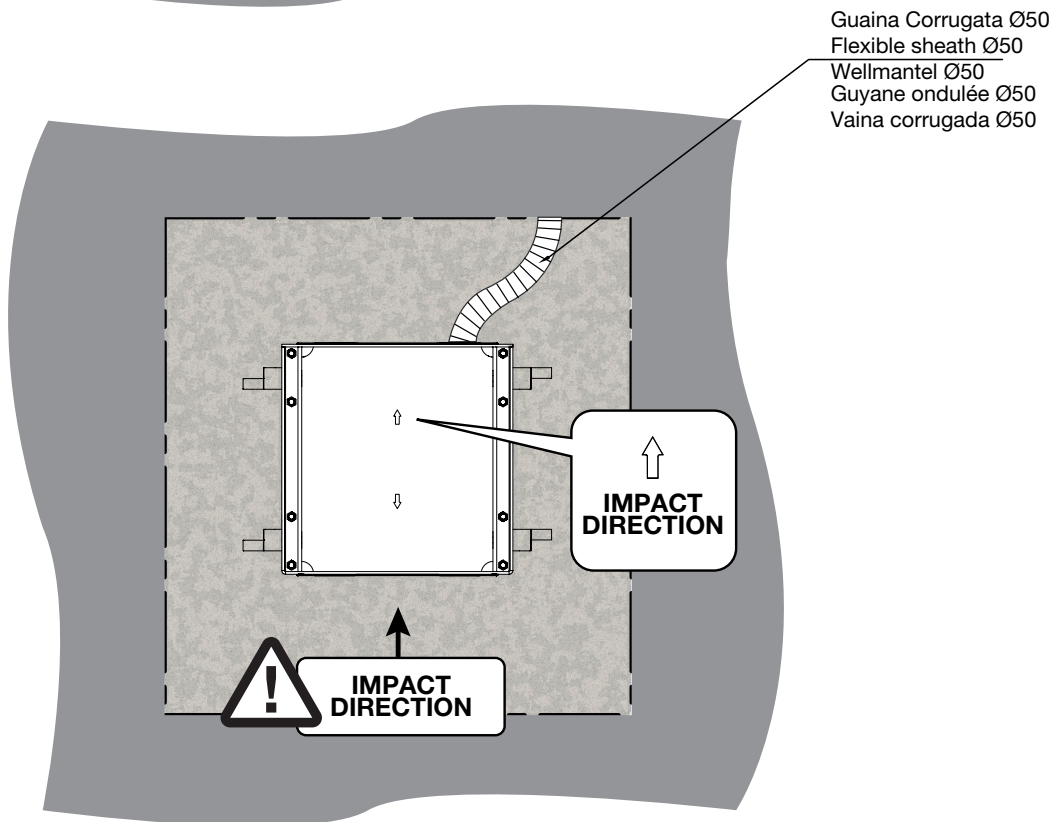 Guaina Corrugata Ø50
Flexible sheath Ø50
Wellmantel Ø50
Guyane ondulée Ø50
Vaina corrugada Ø50
IMPACT
DIRECTION
!
IMPACT
DIRECTION